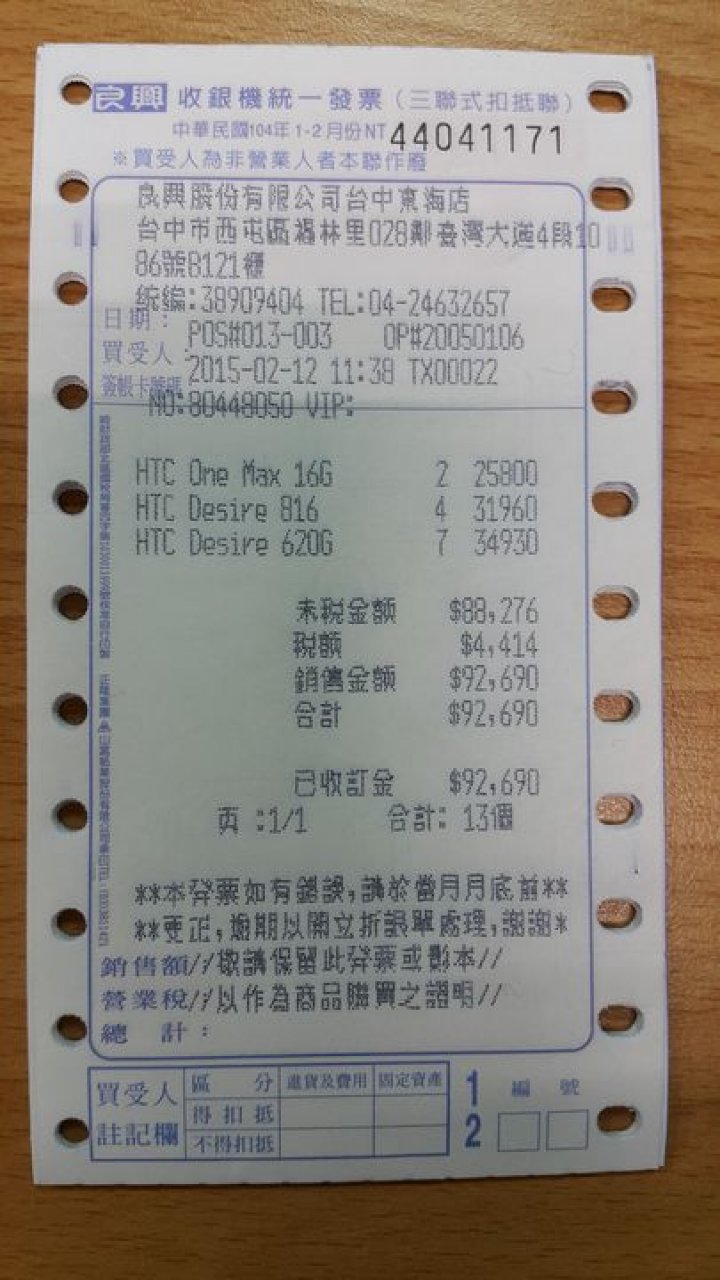 良興 收銀機統一發票(三聯式扣抵聯)
中華民國104年1-2月份 NT 44041171
※買受人為非營業人者本聯作廢
良興股份有限公司台中東海店
台中市西屯區福林里028鄰臺灣大道4段10
86號B121櫃
統編:38909404 TEL:04-24632657
日期:
POS#013-003 OP#20050106
買受人:
2015-02-12 11:38 TX00022
簽帳卡號碼
NO:80448050 VIP:
HTC One Max 16G 2 25800
HTC Desire 816 4 31960
HTC Desire 620G 7 34930
未稅金額 $88,276
稅額 $4,414
銷售金額 $92,690
合計 $92,690
已收訂金 $92,690
頁 :1/1 合計: 13個
**本發票如有錯誤,請於當月月底前**
**更正,逾期以開立折讓單處理,謝謝*
銷售額//敬請保留此發票或影本//
營業稅//以作為商品購買之證明//
總 計:
買受人註記欄
區 分 進貨及費用 固定資產
得 扣 抵
不得扣抵
1 2
編 號